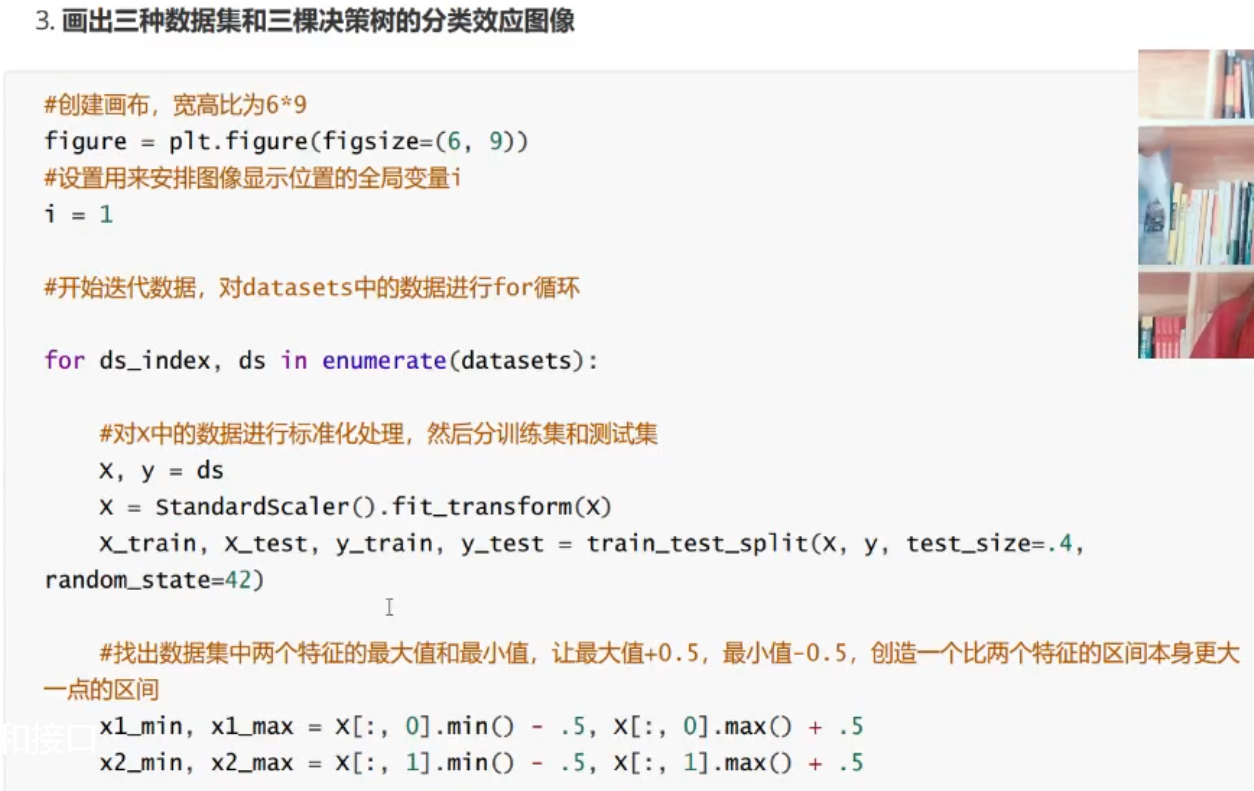 3. 画出三种数据集和三棵决策树的分类效应图像
#创建画布，宽高比为6*9
figure = plt.figure(figsize=(6, 9))
#设置用来安排图像显示位置的全局变量i
i = 1
#开始迭代数据，对datasets中的数据进行for循环
for ds_index, ds in enumerate(datasets):
#对X中的数据进行标准化处理，然后分训练集和测试集
X, y = ds
X = StandardScaler().fit_transform(X)
X_train, X_test, y_train, y_test = train_test_split(X, y, test_size=.4,
random_state=42)
#找出数据集中两个特征的最大值和最小值，让最大值+0.5，最小值-0.5，创造一个比两个特征的区间本身更大
一点的区间
和接口
x1_min, x1_max = X[:, 0].min() - .5, X[:, 0].max() + .5
x2_min, x2_max = X[:, 1].min() - .5, X[:, 1].max() + .5